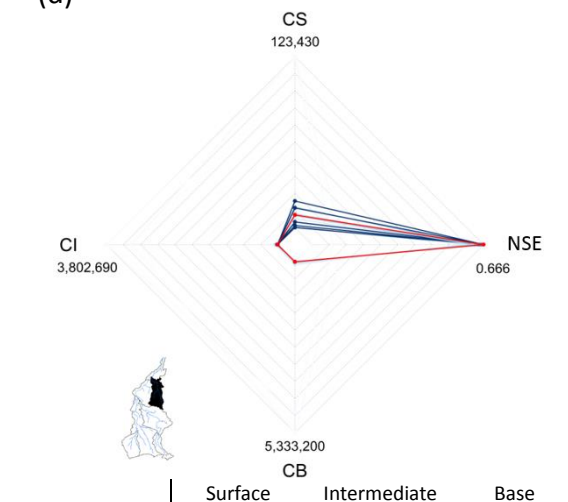 CS
123,430
CI
NSE
3,802,690
0.666
5,333,200
CB
Surface Intermediate Base